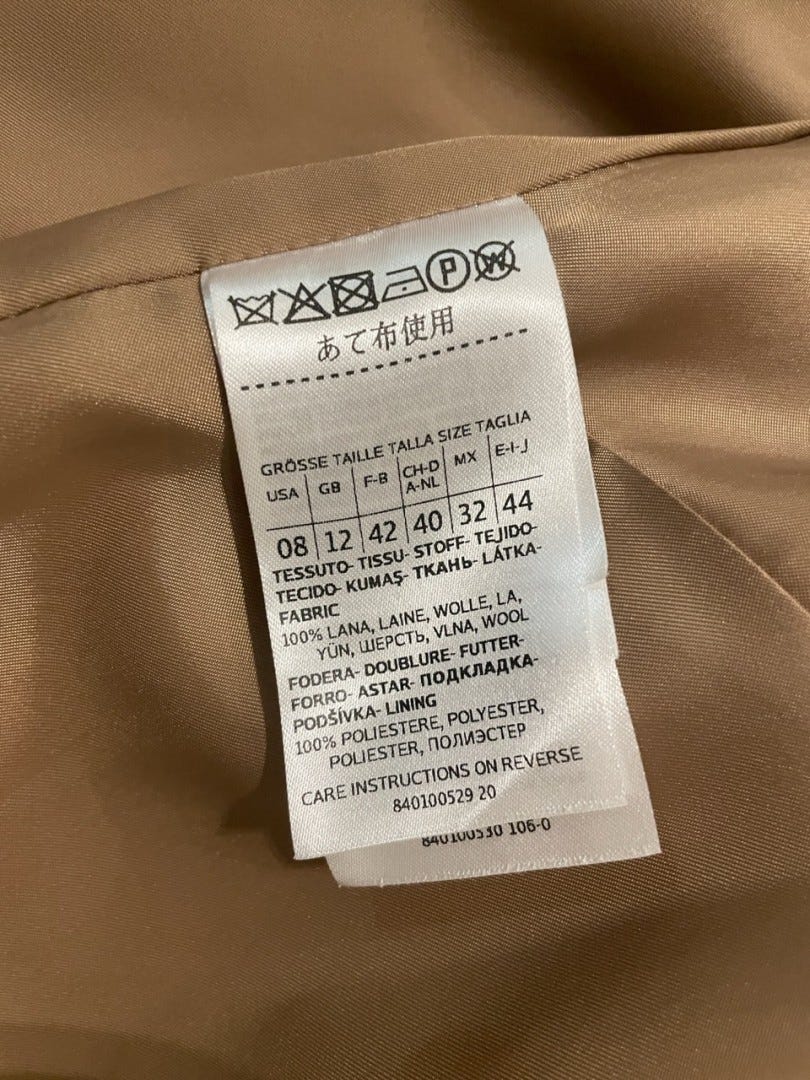 P W
あて布使用
GRÖSSE TAILLE TALLA SIZE TAGLIA
USA GB F-B CH-D A-NL MX E-I-J
08 12 42 40 32 44
TESSUTO- TISSU- STOFF- TEJIDO-
TECIDO- KUMAŞ- ТКАНЬ- LÁTKA-
FABRIC
100% LANA, LAINE, WOLLE, LA,
YÜN, ШЕРСТЬ, VLNA, WOOL
FODERA- DOUBLURE- FUTTER-
FORRO- ASTAR- ПОДКЛАДКА-
PODŠÍVKA- LINING
100% POLIESTERE, POLYESTER,
POLIESTER, ПОЛИЭСТЕР
CARE INSTRUCTIONS ON REVERSE
840100529 20
840100530 106-0